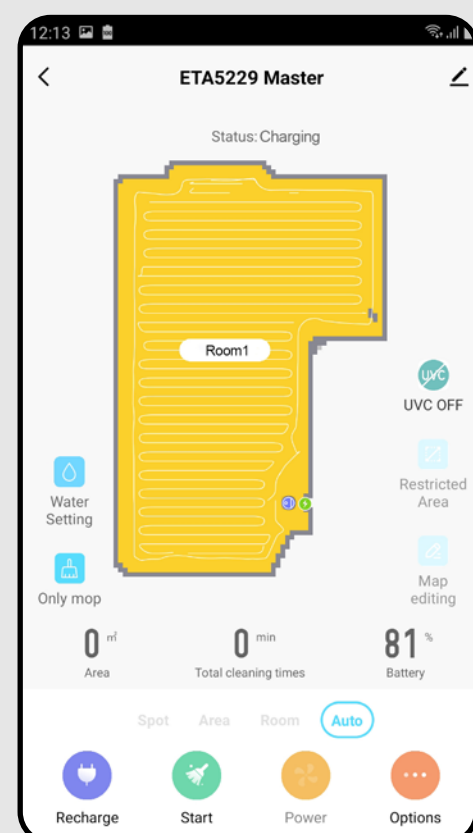 12:13
ETA5229 Master
Status: Charging
Room1
UVC
UVC OFF
Restricted
Area
Water
Setting
Map
editing
Only mop
0 ㎡
0 min
81 %
Area
Total cleaning times
Battery
Spot
Area
Room
Auto
Recharge
Start
Power
Options